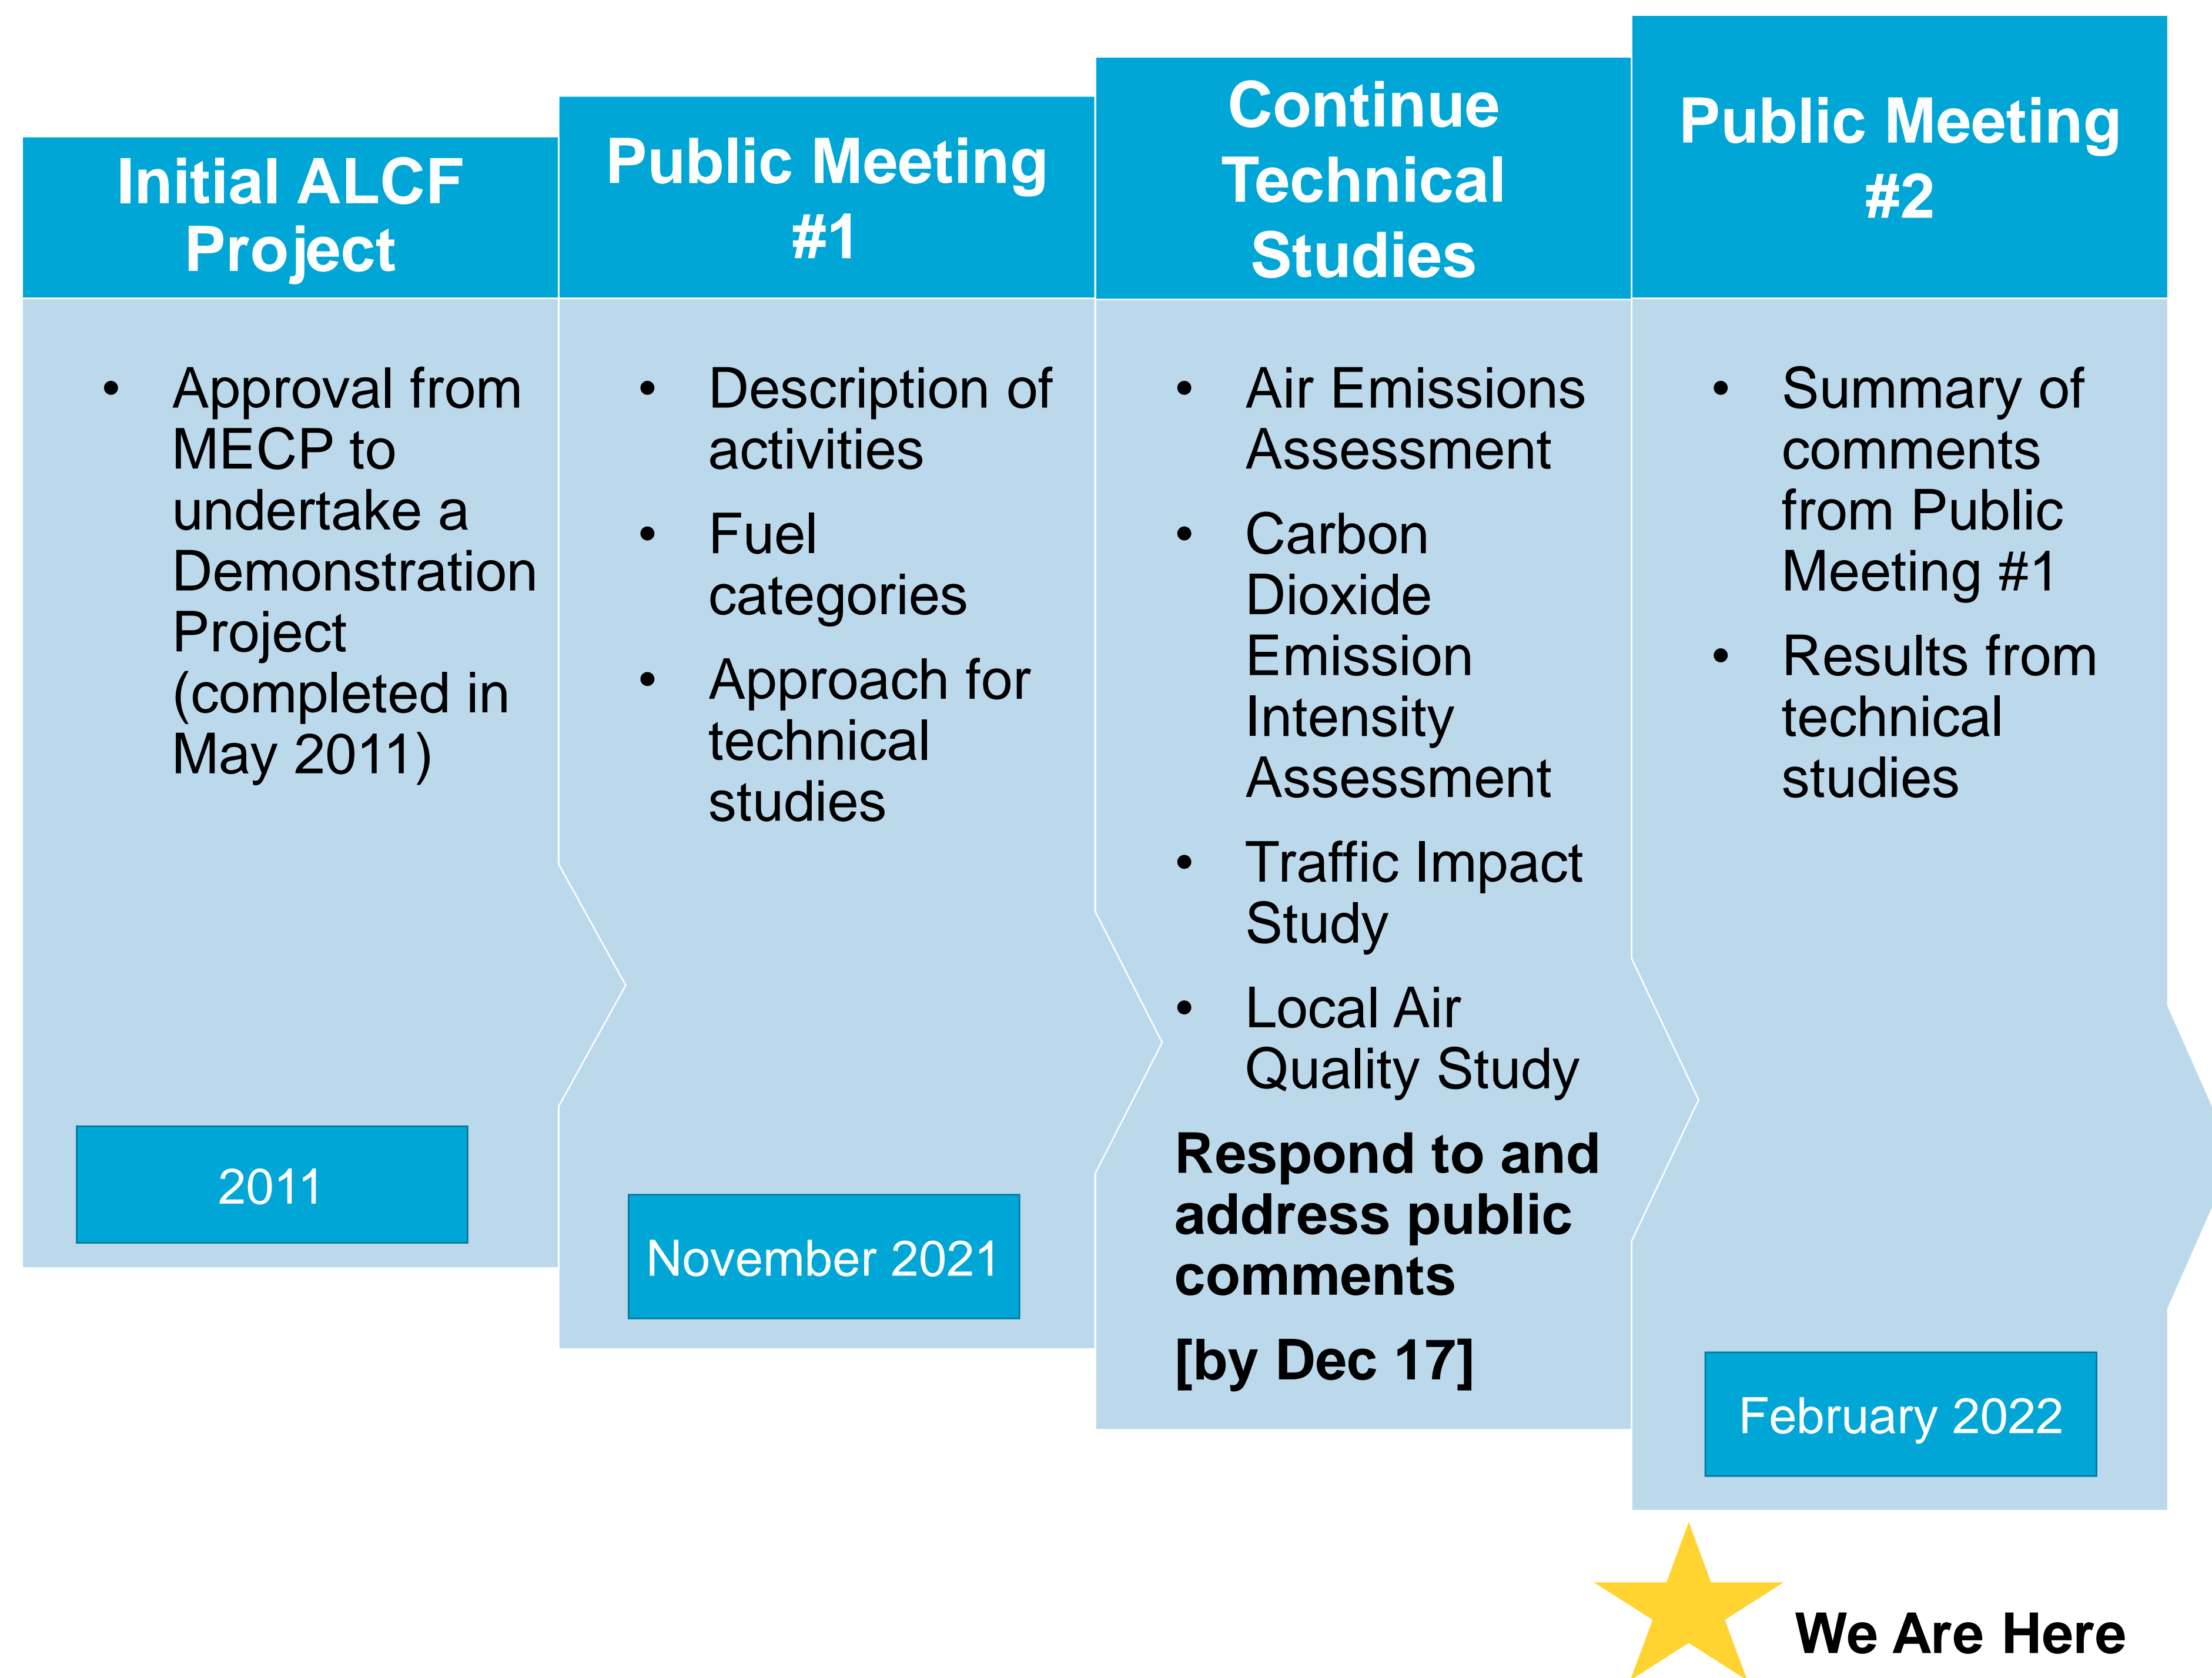 Initial ALCF
Project
• Approval from
MECP to
undertake a
Demonstration
Project
(completed in
May 2011)
2011
Public Meeting
#1
• Description of
activities
• Fuel
categories
• Approach for
technical
studies
November 2021
Continue
Technical
Studies
• Air Emissions
Assessment
• Carbon
Dioxide
Emission
Intensity
Assessment
• Traffic Impact
Study
• Local Air
Quality Study
Respond to and
address public
comments
[by Dec 17]
Public Meeting
#2
• Summary of
comments
from Public
Meeting #1
• Results from
technical
studies
February 2022
We Are Here